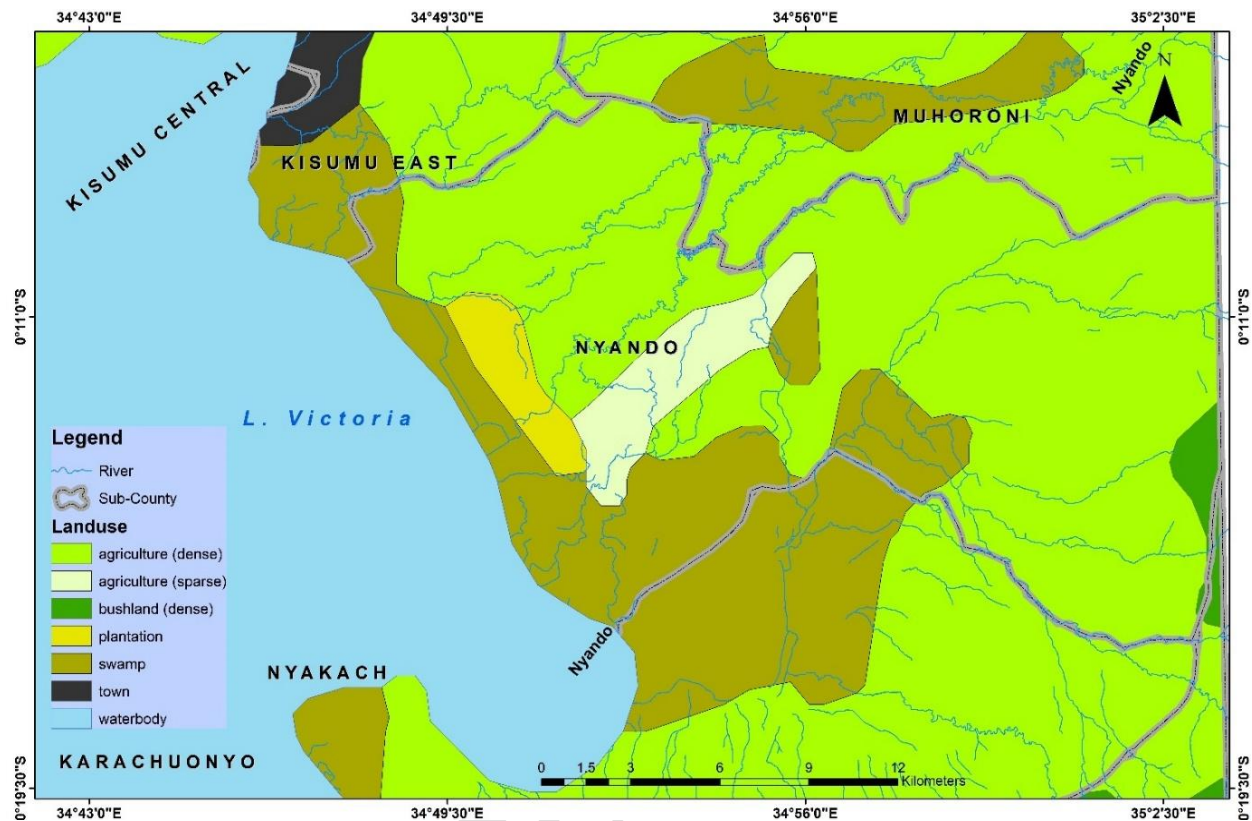 34°43'0"E 34°49'30"E 34°56'0"E 35°2'30"E
KISUMU CENTRAL
Nyando
N
MUHORONI
KISUMU EAST
0°11'0"S 0°11'0"S
NYANDO
L. Victoria
Legend
River
Sub-County
Landuse
agriculture (dense)
agriculture (sparse)
bushland (dense)
plantation
swamp
town
waterbody
Nyando
NYAKACH
KARACHUONYO
0 1.5 3 6 9 12
Kilometers
0°19'30"S 0°19'30"S
34°43'0"E 34°49'30"E 34°56'0"E 35°2'30"E